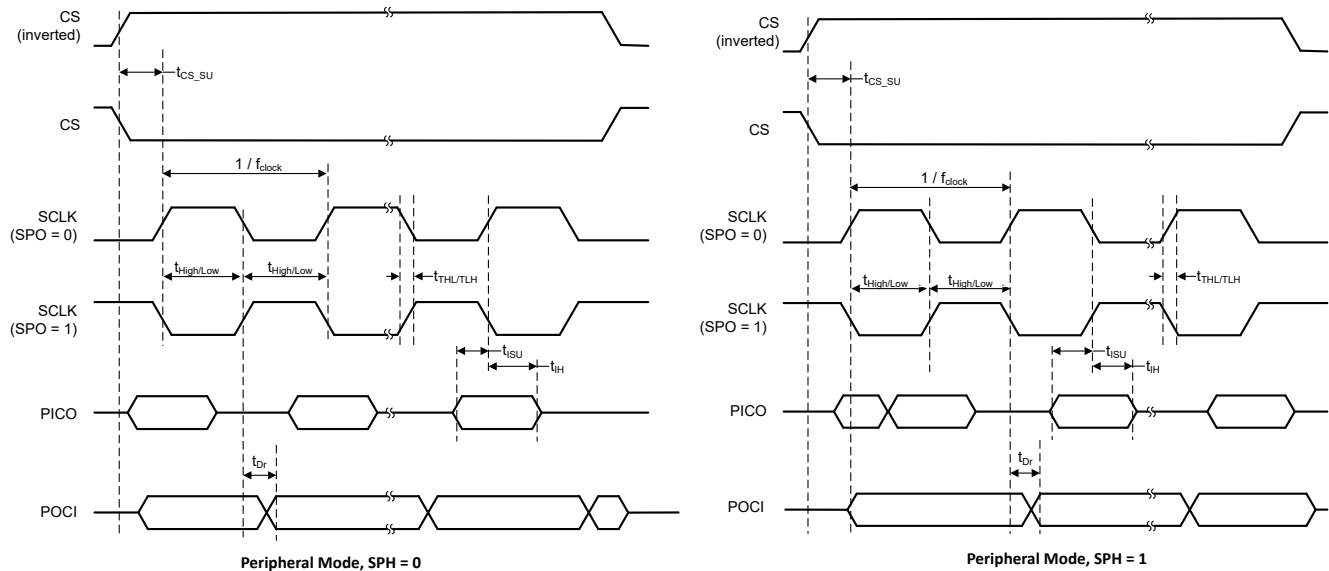 CS
(inverted)
t_CS_SU
CS
1 / f_clock
SCLK
(SPO = 0)
t_High/Low t_High/Low
t_THL/TLH
SCLK
(SPO = 1)
t_ISU
t_IH
PICO
t_Dr
POCI
Peripheral Mode, SPH = 0
CS
(inverted)
t_CS_SU
CS
1 / f_clock
SCLK
(SPO = 0)
t_High/Low t_High/Low
t_THL/TLH
SCLK
(SPO = 1)
t_ISU
t_IH
PICO
t_Dr
POCI
Peripheral Mode, SPH = 1